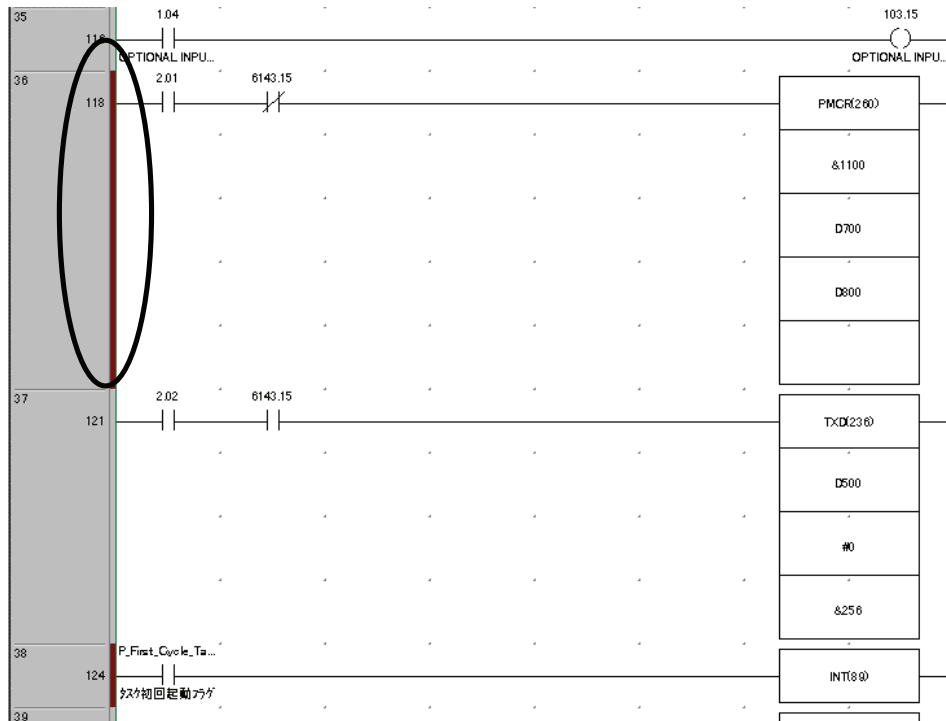 35
1.04
103.15
OPTIONAL INPU...
OPTIONAL INPU...
36
2.01
6143.15
118
PMCR(260)
&1100
D700
D800
37
2.02
6143.15
121
TXD(236)
D500
#0
&256
38
P_First_Cycle_Ta...
124
INT(89)
タスク初回起動フラグ
39